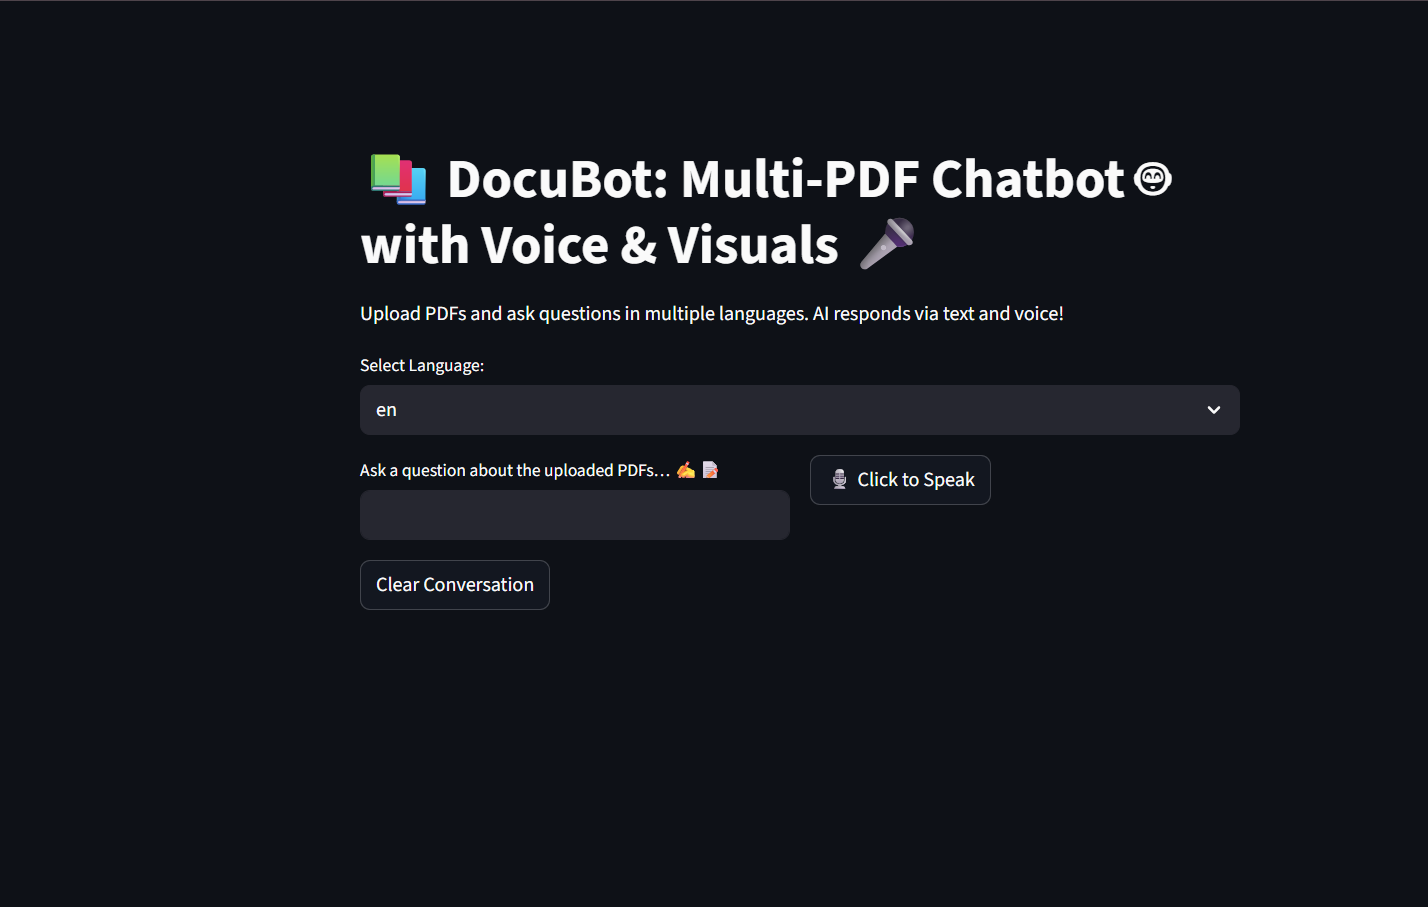 📚 DocuBot: Multi-PDF Chatbot
with Voice & Visuals 🎤
Upload PDFs and ask questions in multiple languages. AI responds via text and voice!
Select Language:
en
Ask a question about the uploaded PDFs… ✍️ 📝
🎙️ Click to Speak
Clear Conversation